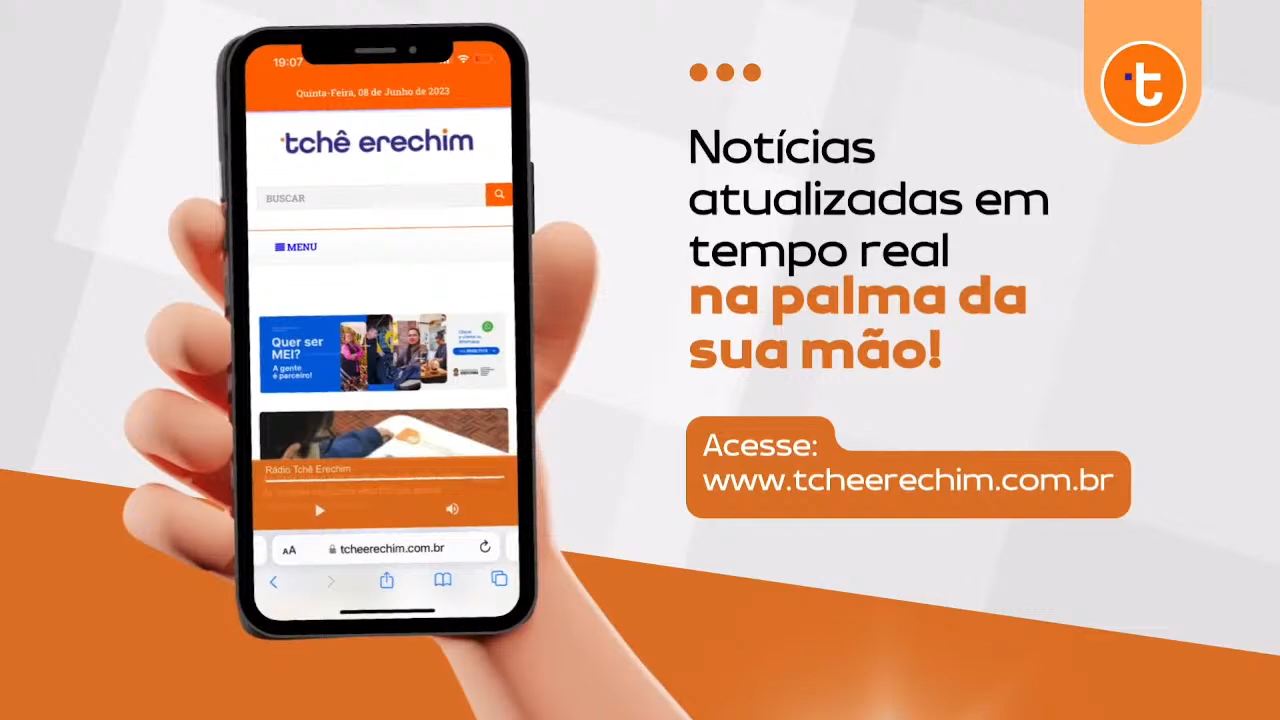 19:07
Quinta-Feira, 08 de Junho de 2023
tchê erechim
BUSCAR
MENU
Quer ser
MEI?
A gente
é parceiro!
Rádio Tchê Erechim
AA
tcheerechim.com.br
t
Notícias
atualizadas em
tempo real
na palma da
sua mão!
Acesse:
www.tcheerechim.com.br